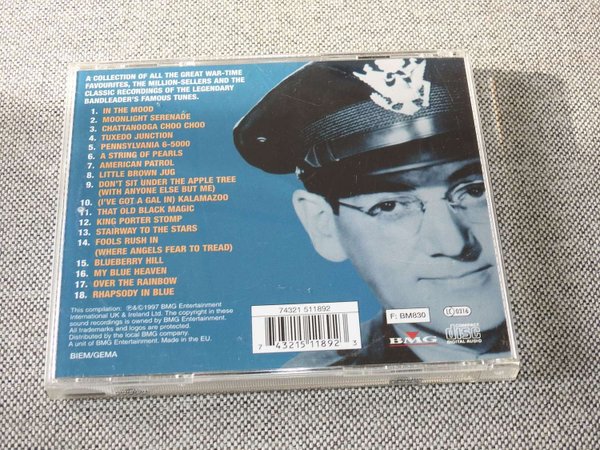 A COLLECTION OF ALL THE GREAT WAR-TIME
FAVOURITES, THE MILLION-SELLERS AND THE
CLASSIC RECORDINGS OF THE LEGENDARY
BANDLEADER'S FAMOUS TUNES.
1. IN THE MOOD
2. MOONLIGHT SERENADE
3. CHATTANOOGA CHOO CHOO
4. TUXEDO JUNCTION
5. PENNSYLVANIA 6-5000
6. A STRING OF PEARLS
7. AMERICAN PATROL
8. LITTLE BROWN JUG
9. DON'T SIT UNDER THE APPLE TREE
(WITH ANYONE ELSE BUT ME)
10. (I'VE GOT A GAL IN) KALAMAZOO
11. THAT OLD BLACK MAGIC
12. KING PORTER STOMP
13. STAIRWAY TO THE STARS
14. FOOLS RUSH IN
(WHERE ANGELS FEAR TO TREAD)
15. BLUEBERRY HILL
16. MY BLUE HEAVEN
17. OVER THE RAINBOW
18. RHAPSODY IN BLUE
This compilation: ℗&©1997 BMG Entertainment
International UK & Ireland Ltd. The copyright in these
sound recordings is owned by BMG Entertainment.
All trademarks and logos are protected.
Distributed by the local BMG company.
A unit of BMG Entertainment. Made in the EU.
BIEM/GEMA
74321 511892
7 43215 11892 3
F: BM830
LC 0316
BMG
COMPACT
disc
DIGITAL AUDIO